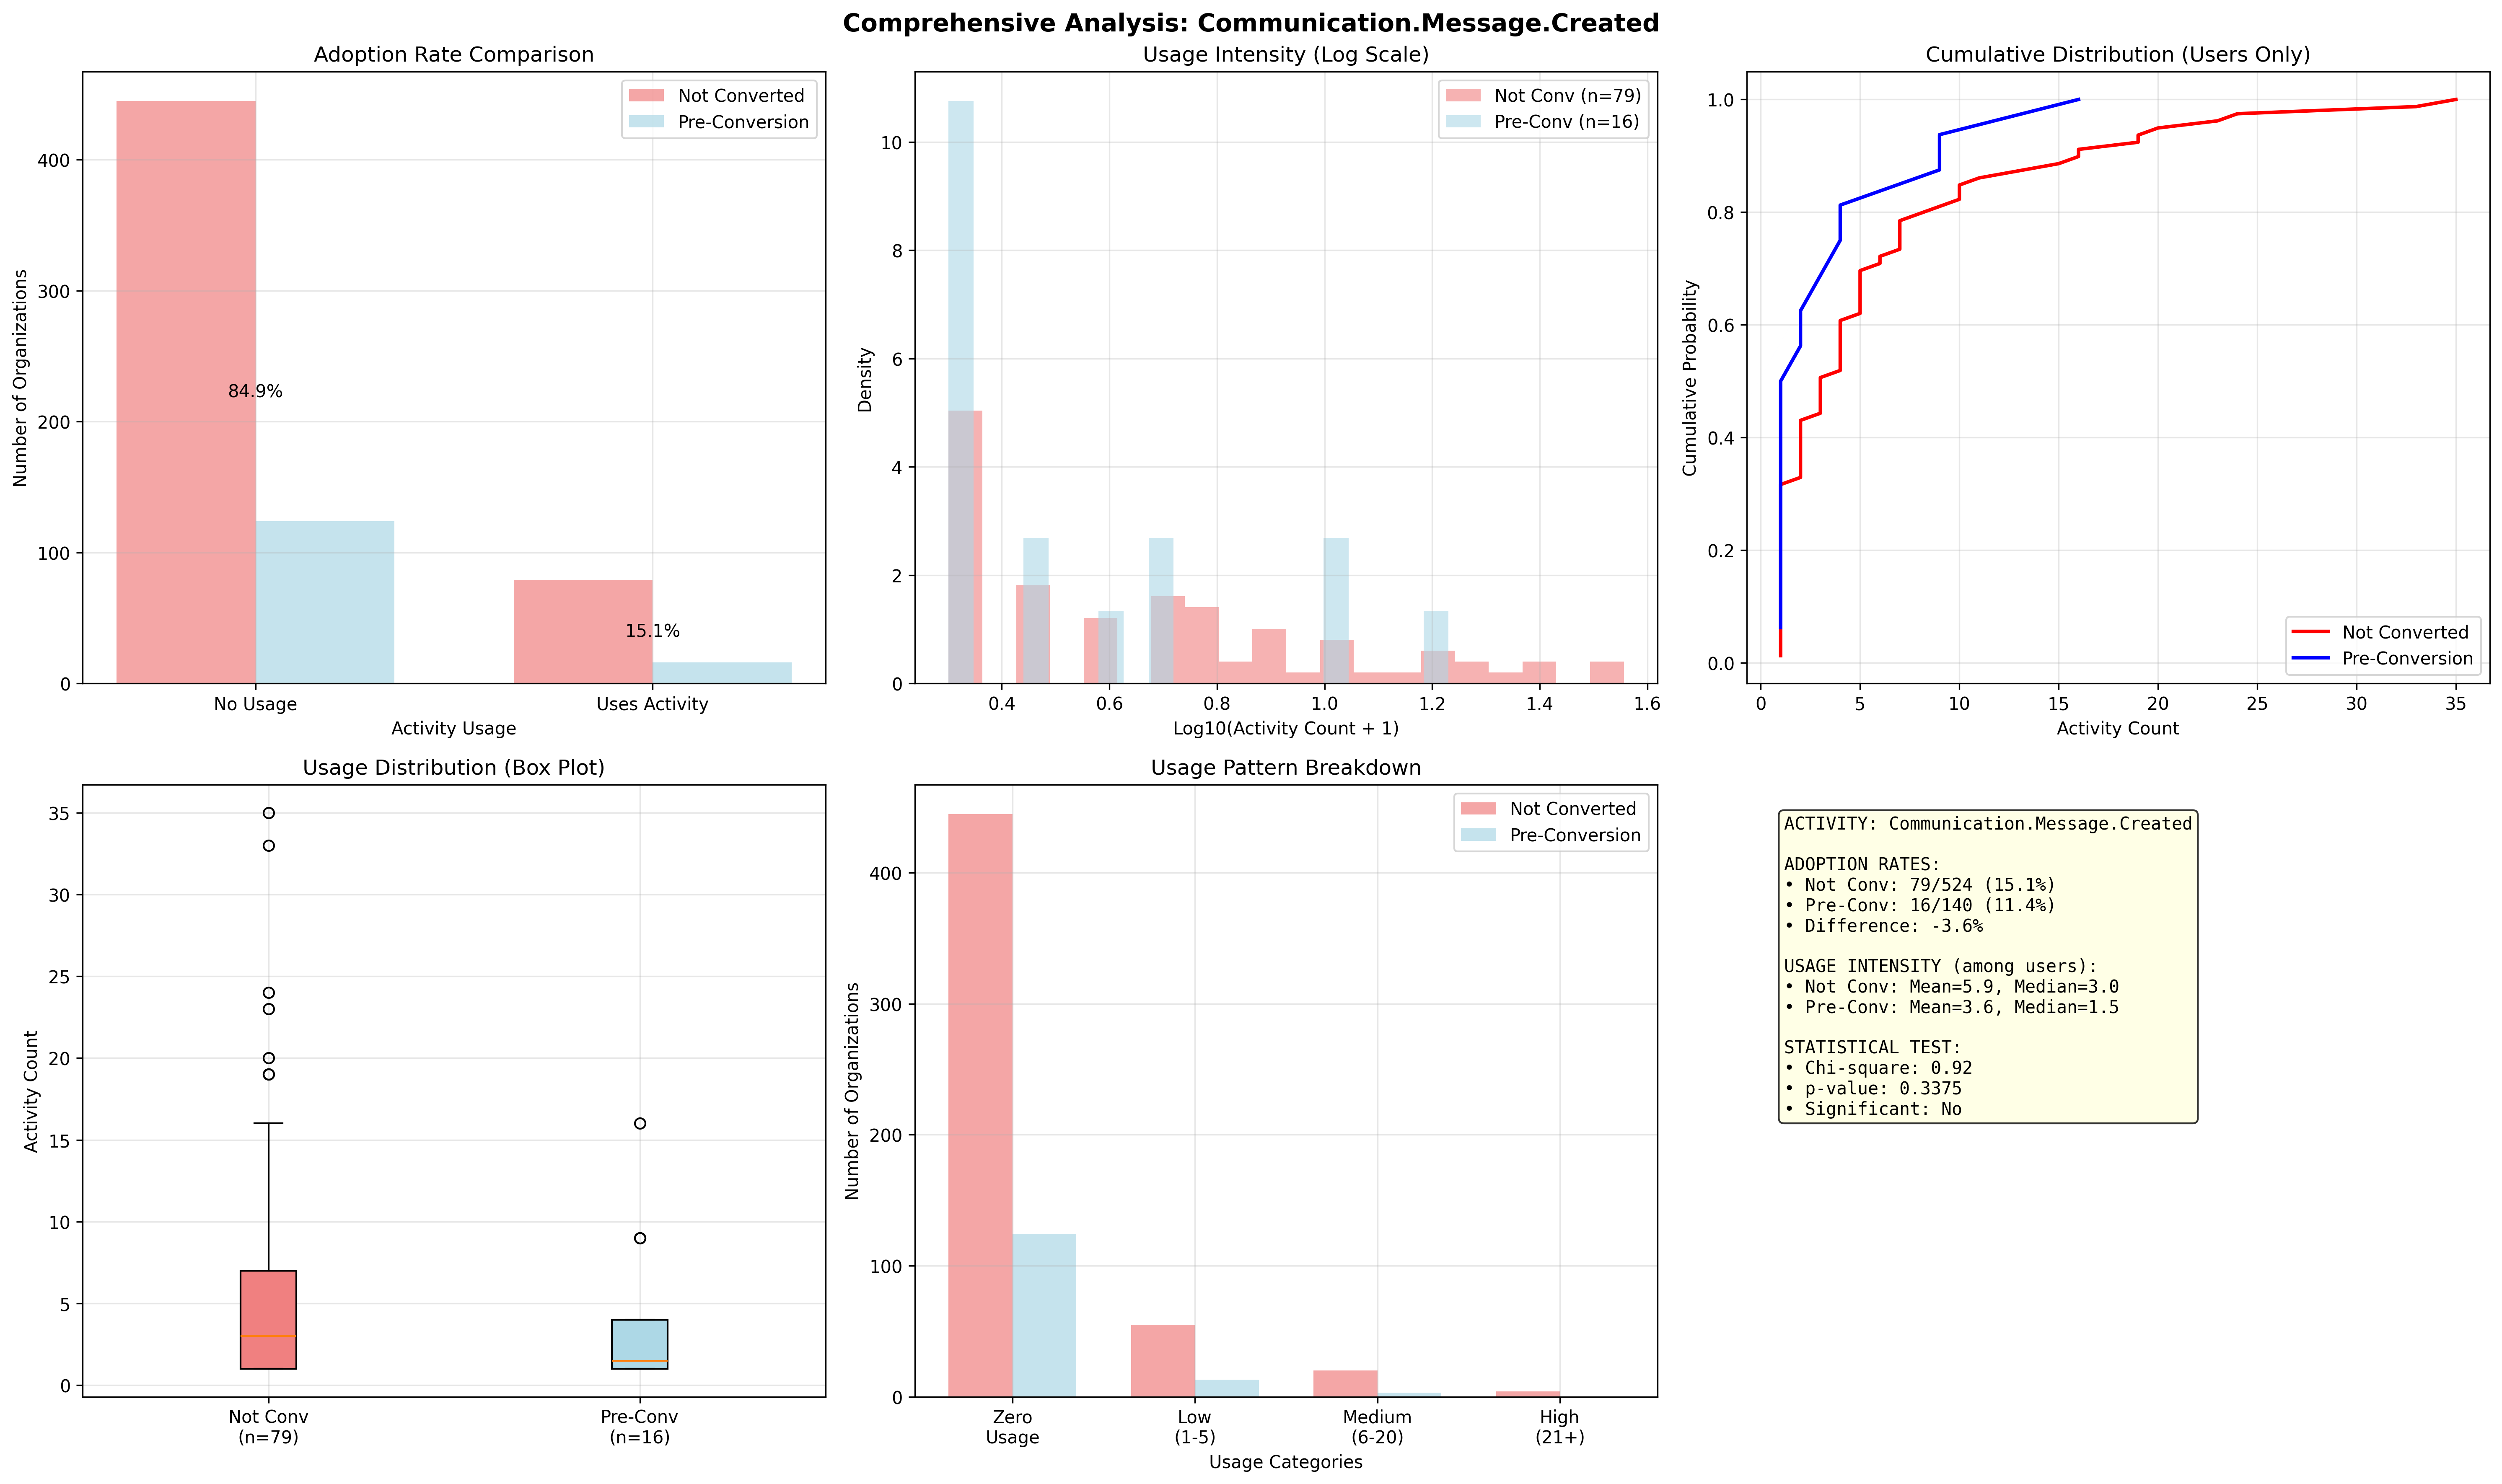 Comprehensive Analysis: Communication.Message.Created
Adoption Rate Comparison
Number of Organizations
400
300
200
100
0
84.9%
15.1%
Not Converted
Pre-Conversion
No Usage
Uses Activity
Activity Usage
Usage Intensity (Log Scale)
Density
10
8
6
4
2
0
Not Conv (n=79)
Pre-Conv (n=16)
0.4
0.6
0.8
1.0
1.2
1.4
1.6
Log10(Activity Count + 1)
Cumulative Distribution (Users Only)
Cumulative Probability
1.0
0.8
0.6
0.4
0.2
0.0
Not Converted
Pre-Conversion
0
5
10
15
20
25
30
35
Activity Count
Usage Distribution (Box Plot)
Activity Count
35
30
25
20
15
10
5
0
Not Conv
(n=79)
Pre-Conv
(n=16)
Usage Pattern Breakdown
Number of Organizations
400
300
200
100
0
Not Converted
Pre-Conversion
Zero
Usage
Low
(1-5)
Medium
(6-20)
High
(21+)
Usage Categories
ACTIVITY: Communication.Message.Created
ADOPTION RATES:
• Not Conv: 79/524 (15.1%)
• Pre-Conv: 16/140 (11.4%)
• Difference: -3.6%
USAGE INTENSITY (among users):
• Not Conv: Mean=5.9, Median=3.0
• Pre-Conv: Mean=3.6, Median=1.5
STATISTICAL TEST:
• Chi-square: 0.92
• p-value: 0.3375
• Significant: No